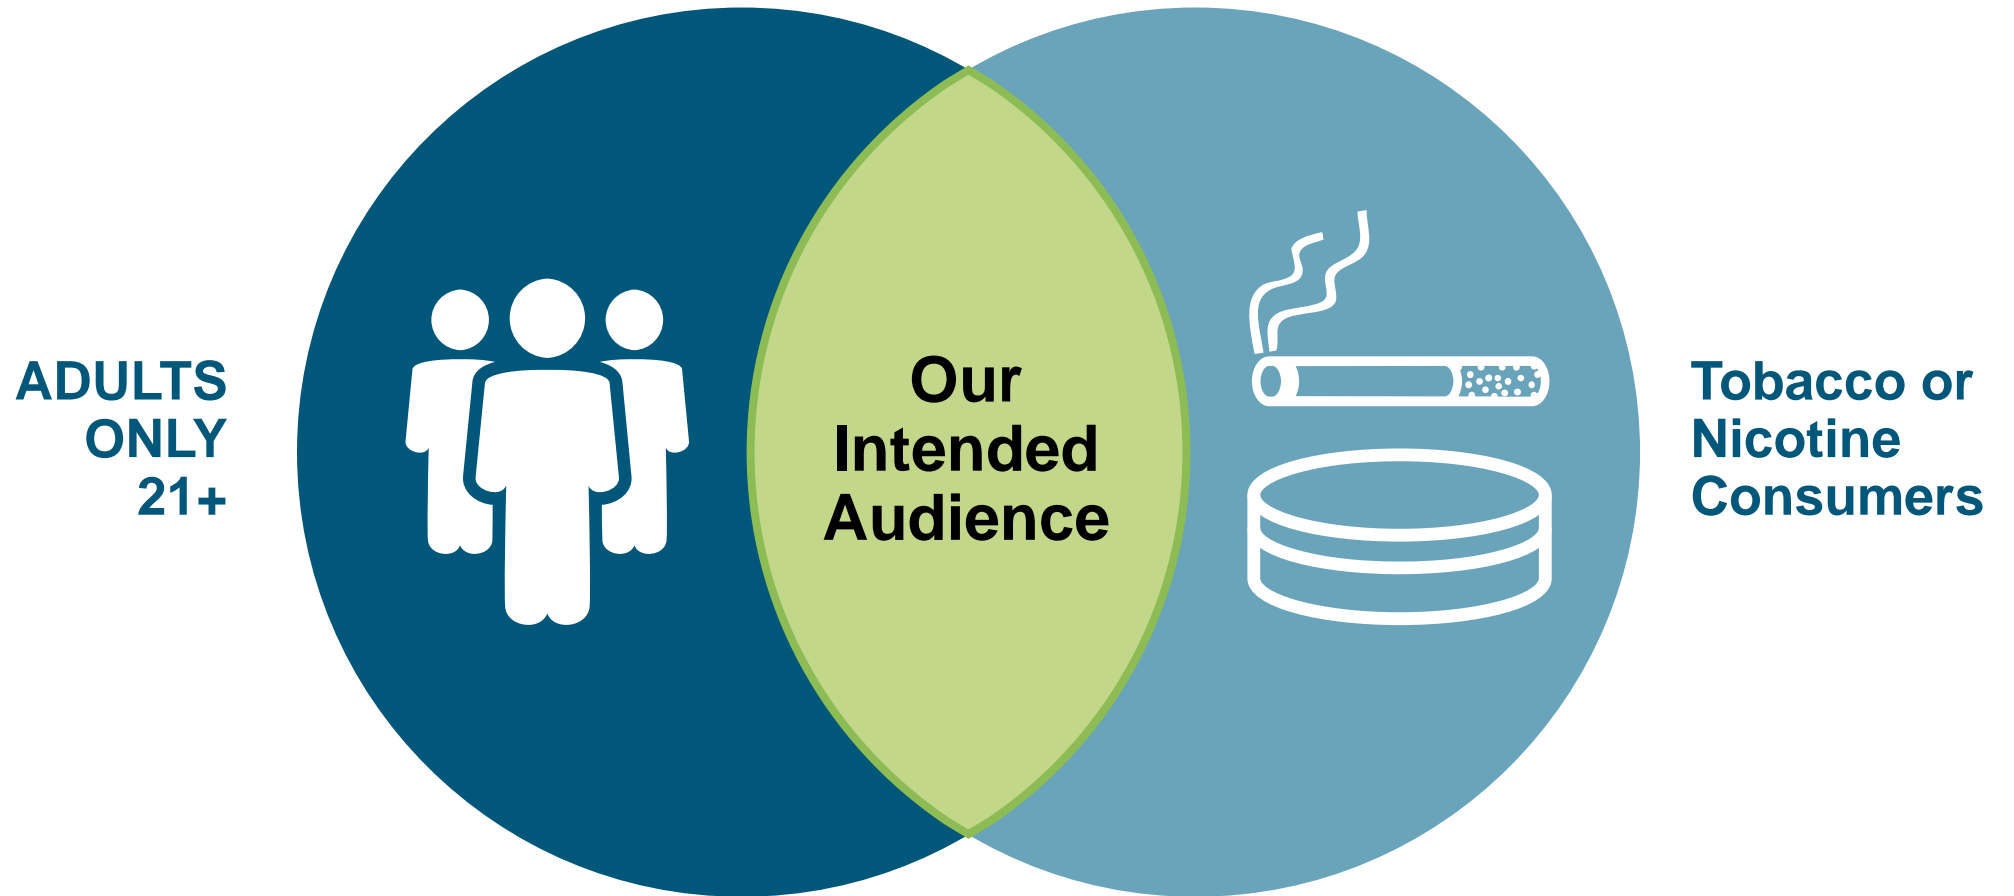 ADULTS
ONLY
21+
Our
Intended
Audience
Tobacco or
Nicotine
Consumers